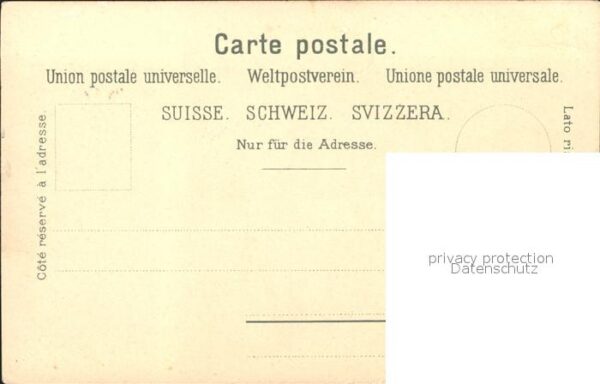 Carte postale.
Union postale universelle. Weltpostverein. Unione postale universale.
SUISSE. SCHWEIZ. SVIZZERA.
Nur für die Adresse.
Côté réservé à l'adresse.
Lato
privacy protection
Datenschutz